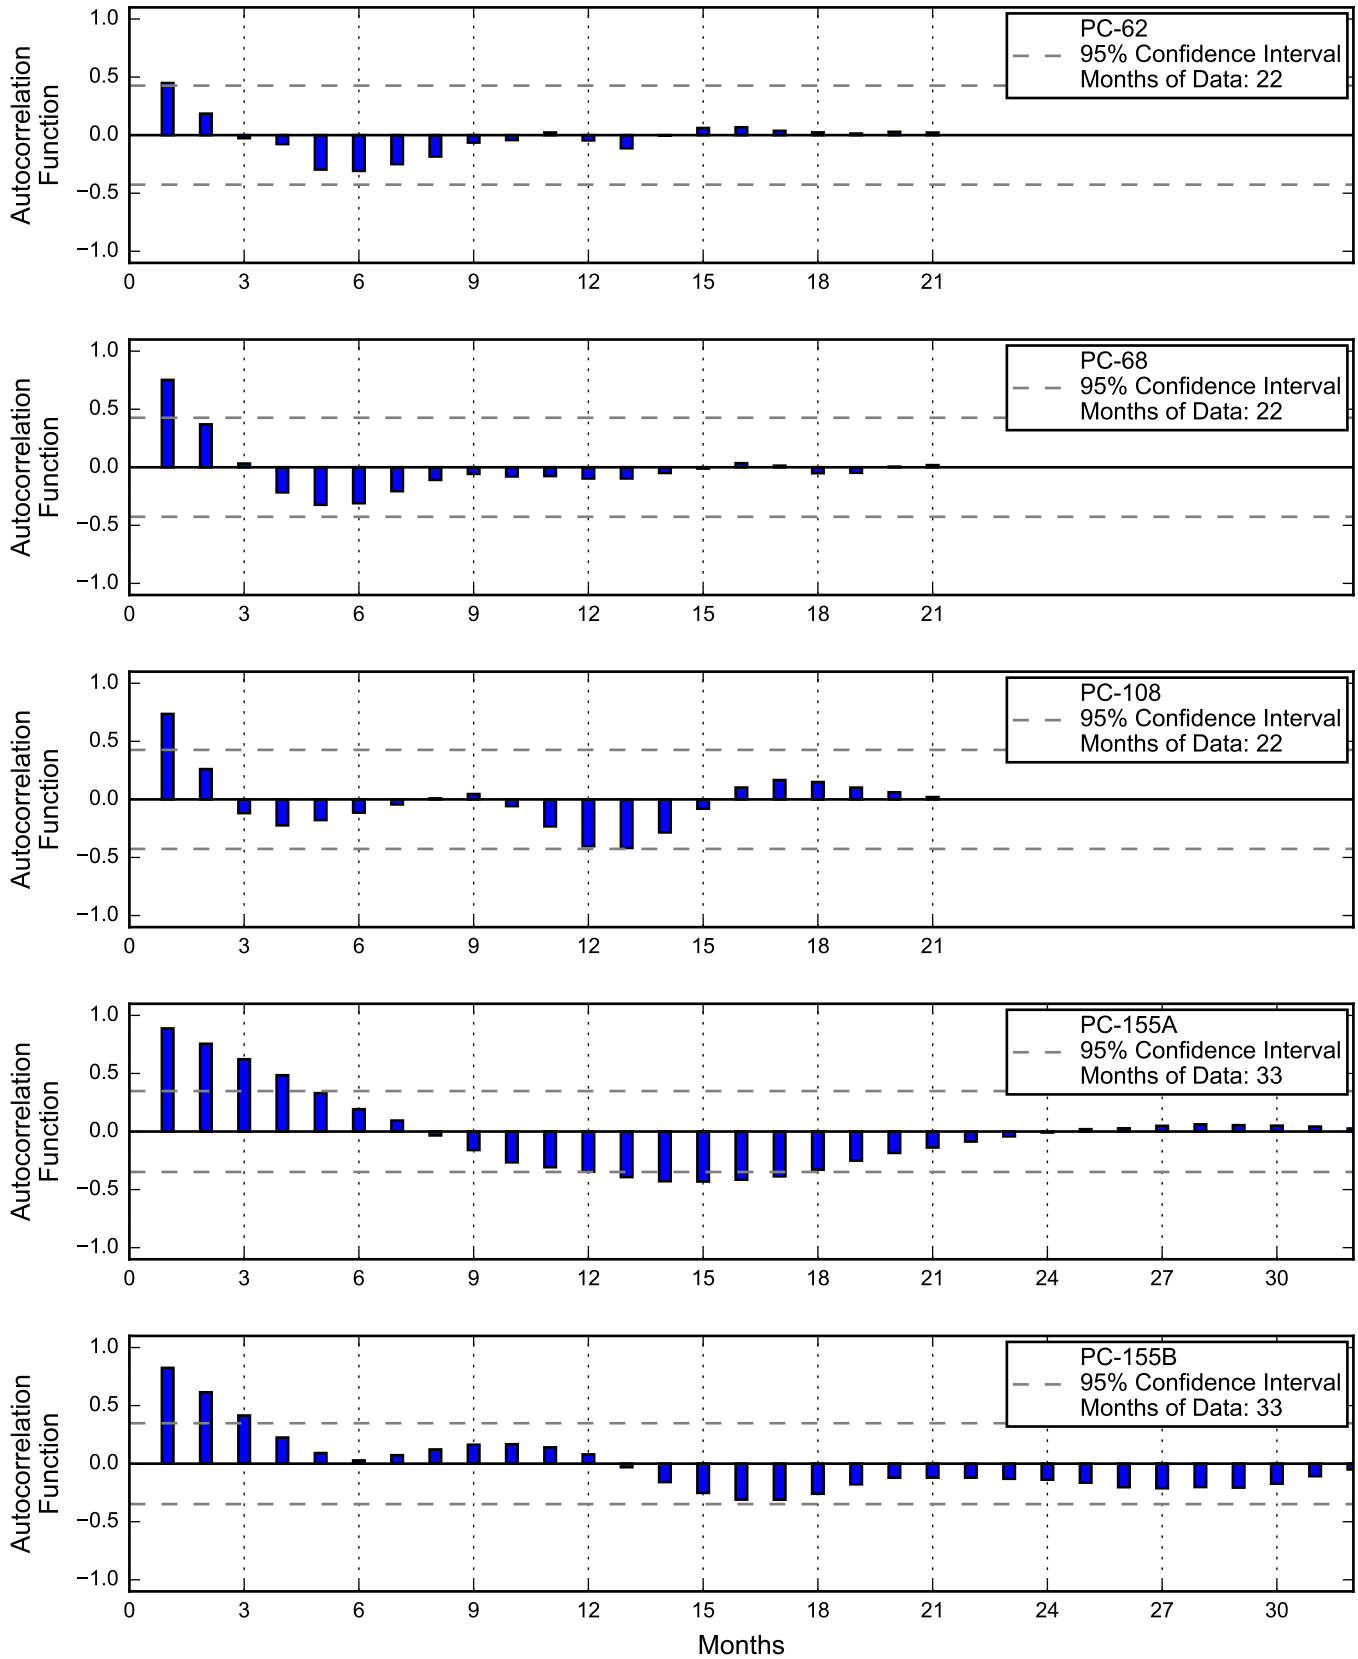 Autocorrelation
Function
1.0
0.5
0.0
−0.5
−1.0
PC-62
95% Confidence Interval
Months of Data: 22
0 3 6 9 12 15 18 21
Autocorrelation
Function
1.0
0.5
0.0
−0.5
−1.0
PC-68
95% Confidence Interval
Months of Data: 22
0 3 6 9 12 15 18 21
Autocorrelation
Function
1.0
0.5
0.0
−0.5
−1.0
PC-108
95% Confidence Interval
Months of Data: 22
0 3 6 9 12 15 18 21
Autocorrelation
Function
1.0
0.5
0.0
−0.5
−1.0
PC-155A
95% Confidence Interval
Months of Data: 33
0 3 6 9 12 15 18 21 24 27 30
Autocorrelation
Function
1.0
0.5
0.0
−0.5
−1.0
PC-155B
95% Confidence Interval
Months of Data: 33
0 3 6 9 12 15 18 21 24 27 30
Months